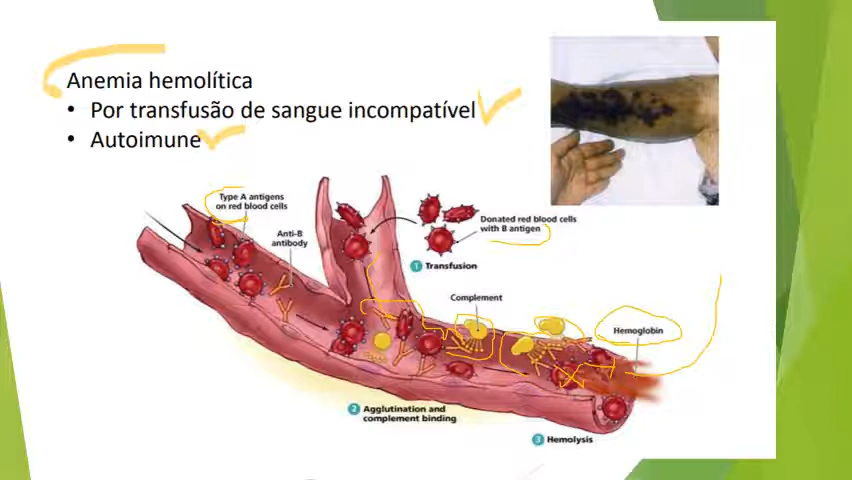 Anemia hemolítica
• Por transfusão de sangue incompatível
• Autoimune
Type A antigens
on red blood cells
Anti-B
antibody
Donated red blood cells
with B antigen
1 Transfusion
Complement
Hemoglobin
2 Agglutination and
complement binding
3 Hemolysis